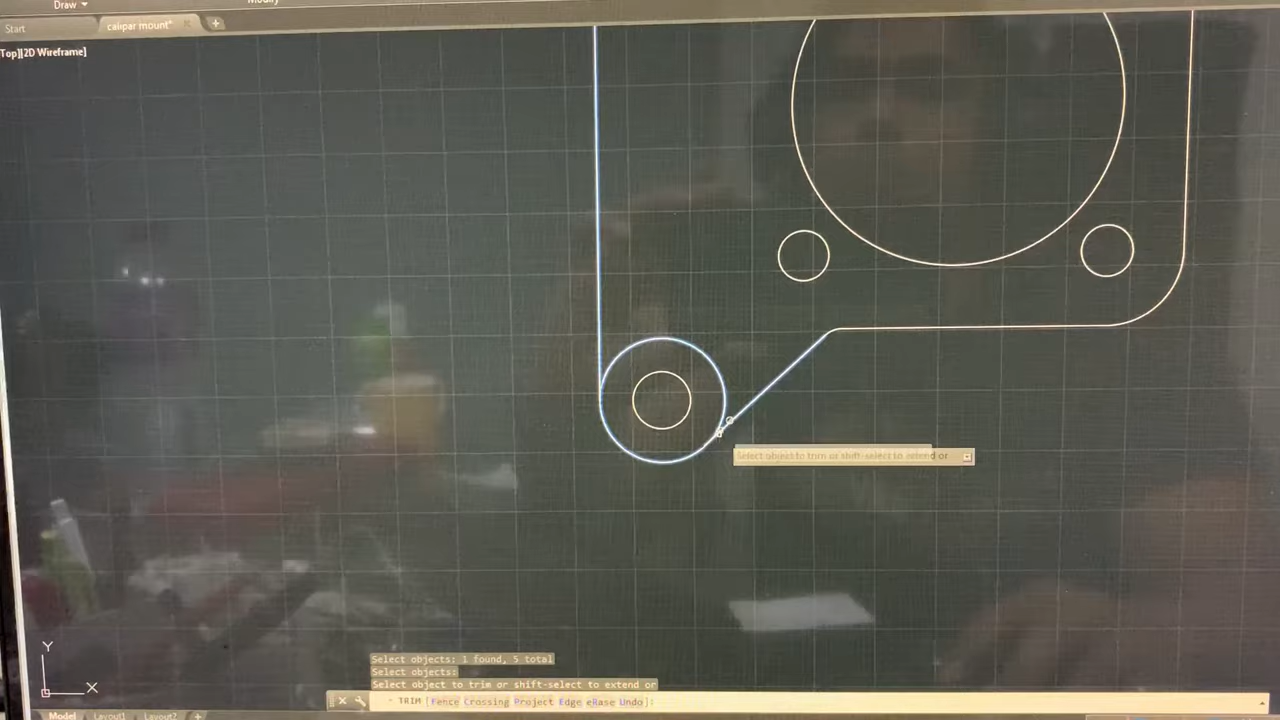 Draw
Modify
Start
calipar mount*
Top][2D Wireframe]
Select object to trim or shift-select to extend or
Y
X
Select objects: 1 found, 5 total
Select objects:
Select object to trim or shift-select to extend or
- TRIM [Fence Crossing Project Edge eRase Undo]:
Model
Layout1
Layout2
+